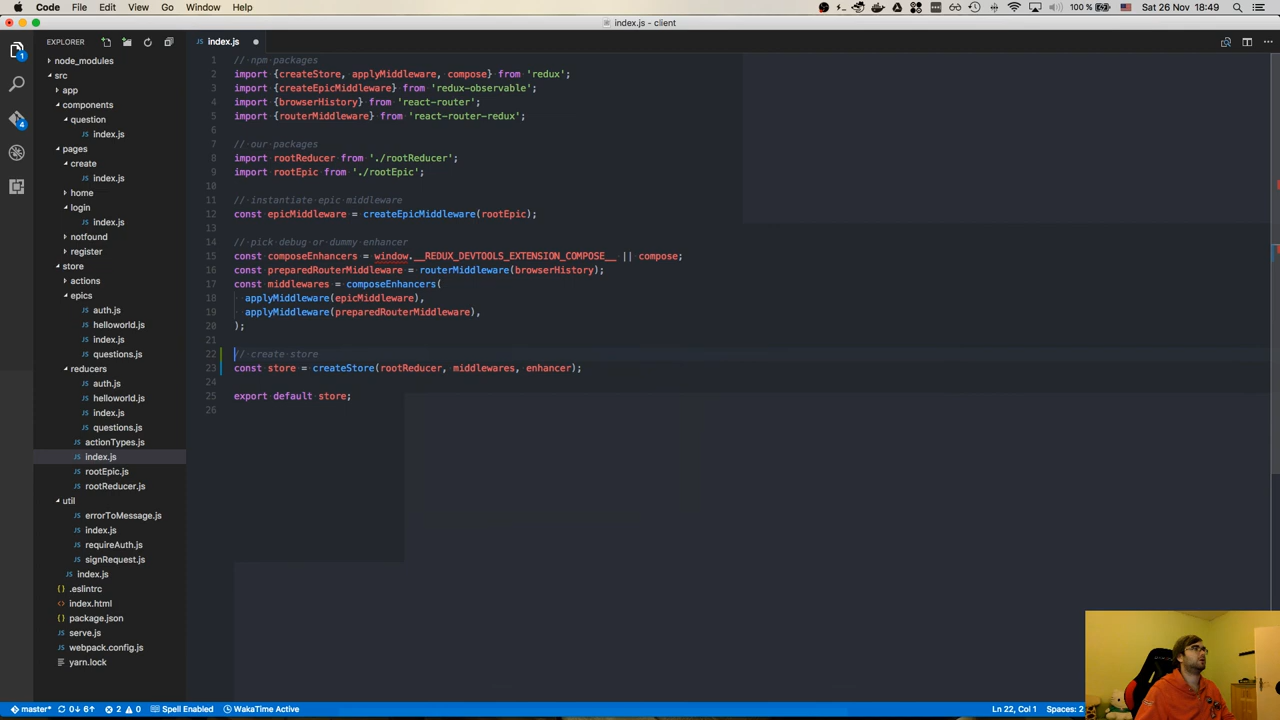 Code File Edit View Go Window Help
100 % Sat 26 Nov 18:49
index.js - client
EXPLORER
index.js
node_modules
src
app
components
question
index.js
pages
create
index.js
home
login
index.js
notfound
register
store
actions
epics
auth.js
helloworld.js
index.js
questions.js
reducers
auth.js
helloworld.js
index.js
questions.js
actionTypes.js
index.js
rootEpic.js
rootReducer.js
util
errorToMessage.js
index.js
requireAuth.js
signRequest.js
index.js
.eslintrc
index.html
package.json
serve.js
webpack.config.js
yarn.lock
1 // npm packages
2 import {createStore, applyMiddleware, compose} from 'redux';
3 import {createEpicMiddleware} from 'redux-observable';
4 import {browserHistory} from 'react-router';
5 import {routerMiddleware} from 'react-router-redux';
6
7 // our packages
8 import rootReducer from './rootReducer';
9 import rootEpic from './rootEpic';
10
11 // instantiate epic middleware
12 const epicMiddleware = createEpicMiddleware(rootEpic);
13
14 // pick debug or dummy enhancer
15 const composeEnhancers = window.__REDUX_DEVTOOLS_EXTENSION_COMPOSE__ || compose;
16 const preparedRouterMiddleware = routerMiddleware(browserHistory);
17 const middlewares = composeEnhancers(
18 applyMiddleware(epicMiddleware),
19 applyMiddleware(preparedRouterMiddleware),
20 );
21
22 // create store
23 const store = createStore(rootReducer, middlewares, enhancer);
24
25 export default store;
26
1
4
master* 0↓ 6↑ 2 0 Spell Enabled WakaTime Active
Ln 22, Col 1 Spaces: 2